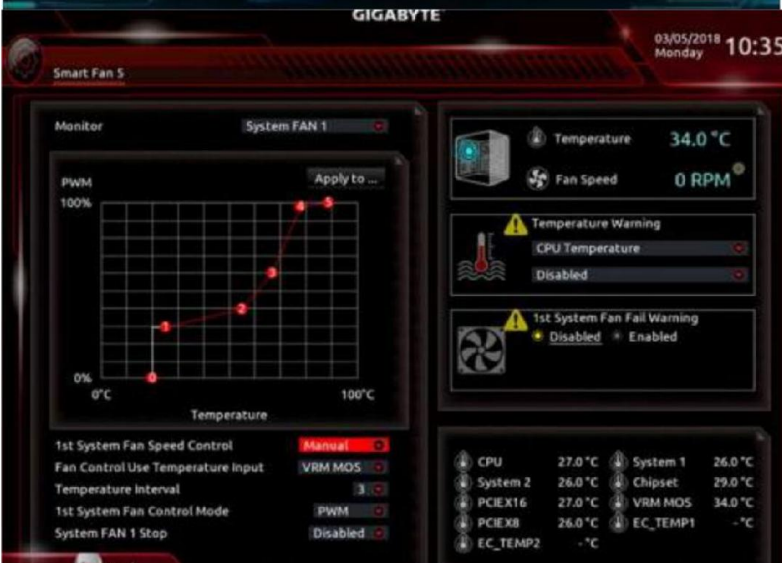 GIGABYTE
03/05/2018
Monday
10:35
Smart Fan 5
Monitor System FAN 1
Apply to ...
PWM
100%
4 5
3
2
1
0% 0
0°C 100°C
Temperature
1st System Fan Speed Control Manual
Fan Control Use Temperature Input VRM MOS
Temperature Interval 3
1st System Fan Control Mode PWM
System FAN 1 Stop Disabled
Temperature 34.0 °C
Fan Speed 0 RPM
Temperature Warning
CPU Temperature
Disabled
1st System Fan Fail Warning
Disabled Enabled
CPU 27.0 °C System 1 26.0 °C
System 2 26.0 °C Chipset 29.0 °C
PCIEX16 27.0 °C VRM MOS 34.0 °C
PCIEX8 26.0 °C EC_TEMP1 - °C
EC_TEMP2 - °C